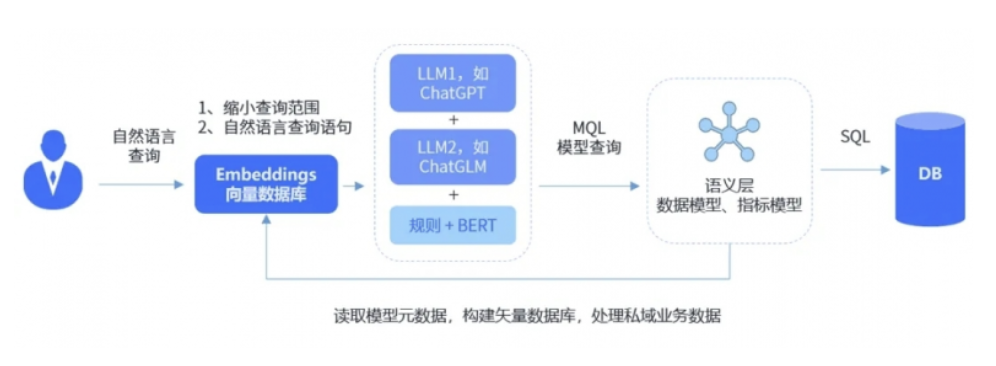 自然语言
查询
1、缩小查询范围
2、自然语言查询语句
Embeddings
向量数据库
LLM1，如
ChatGPT
+
LLM2，如
ChatGLM
+
规则 + BERT
MQL
模型查询
语义层
数据模型、指标模型
SQL
DB
读取模型元数据，构建矢量数据库，处理私域业务数据